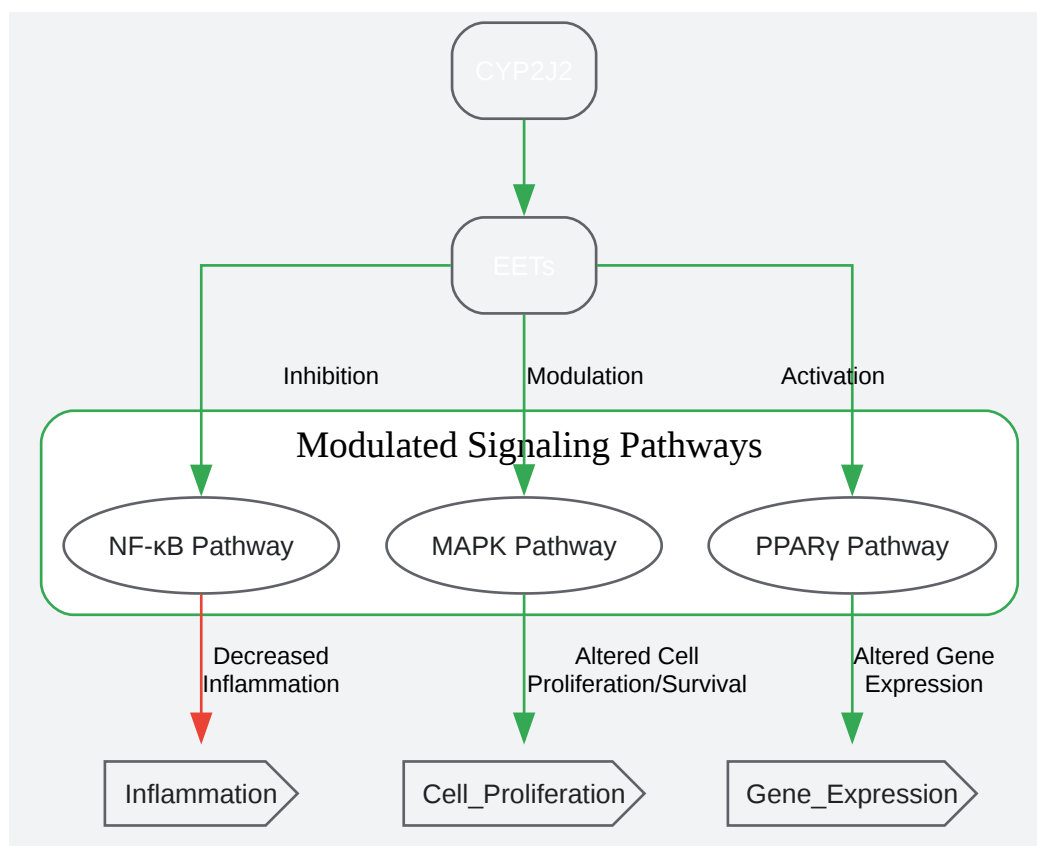 CYP2J2
EETs
Inhibition
Modulation
Activation
Modulated Signaling Pathways
NF-κB Pathway
MAPK Pathway
PPARγ Pathway
Decreased
Inflammation
Altered Cell
Proliferation/Survival
Altered Gene
Expression
Inflammation
Cell_Proliferation
Gene_Expression